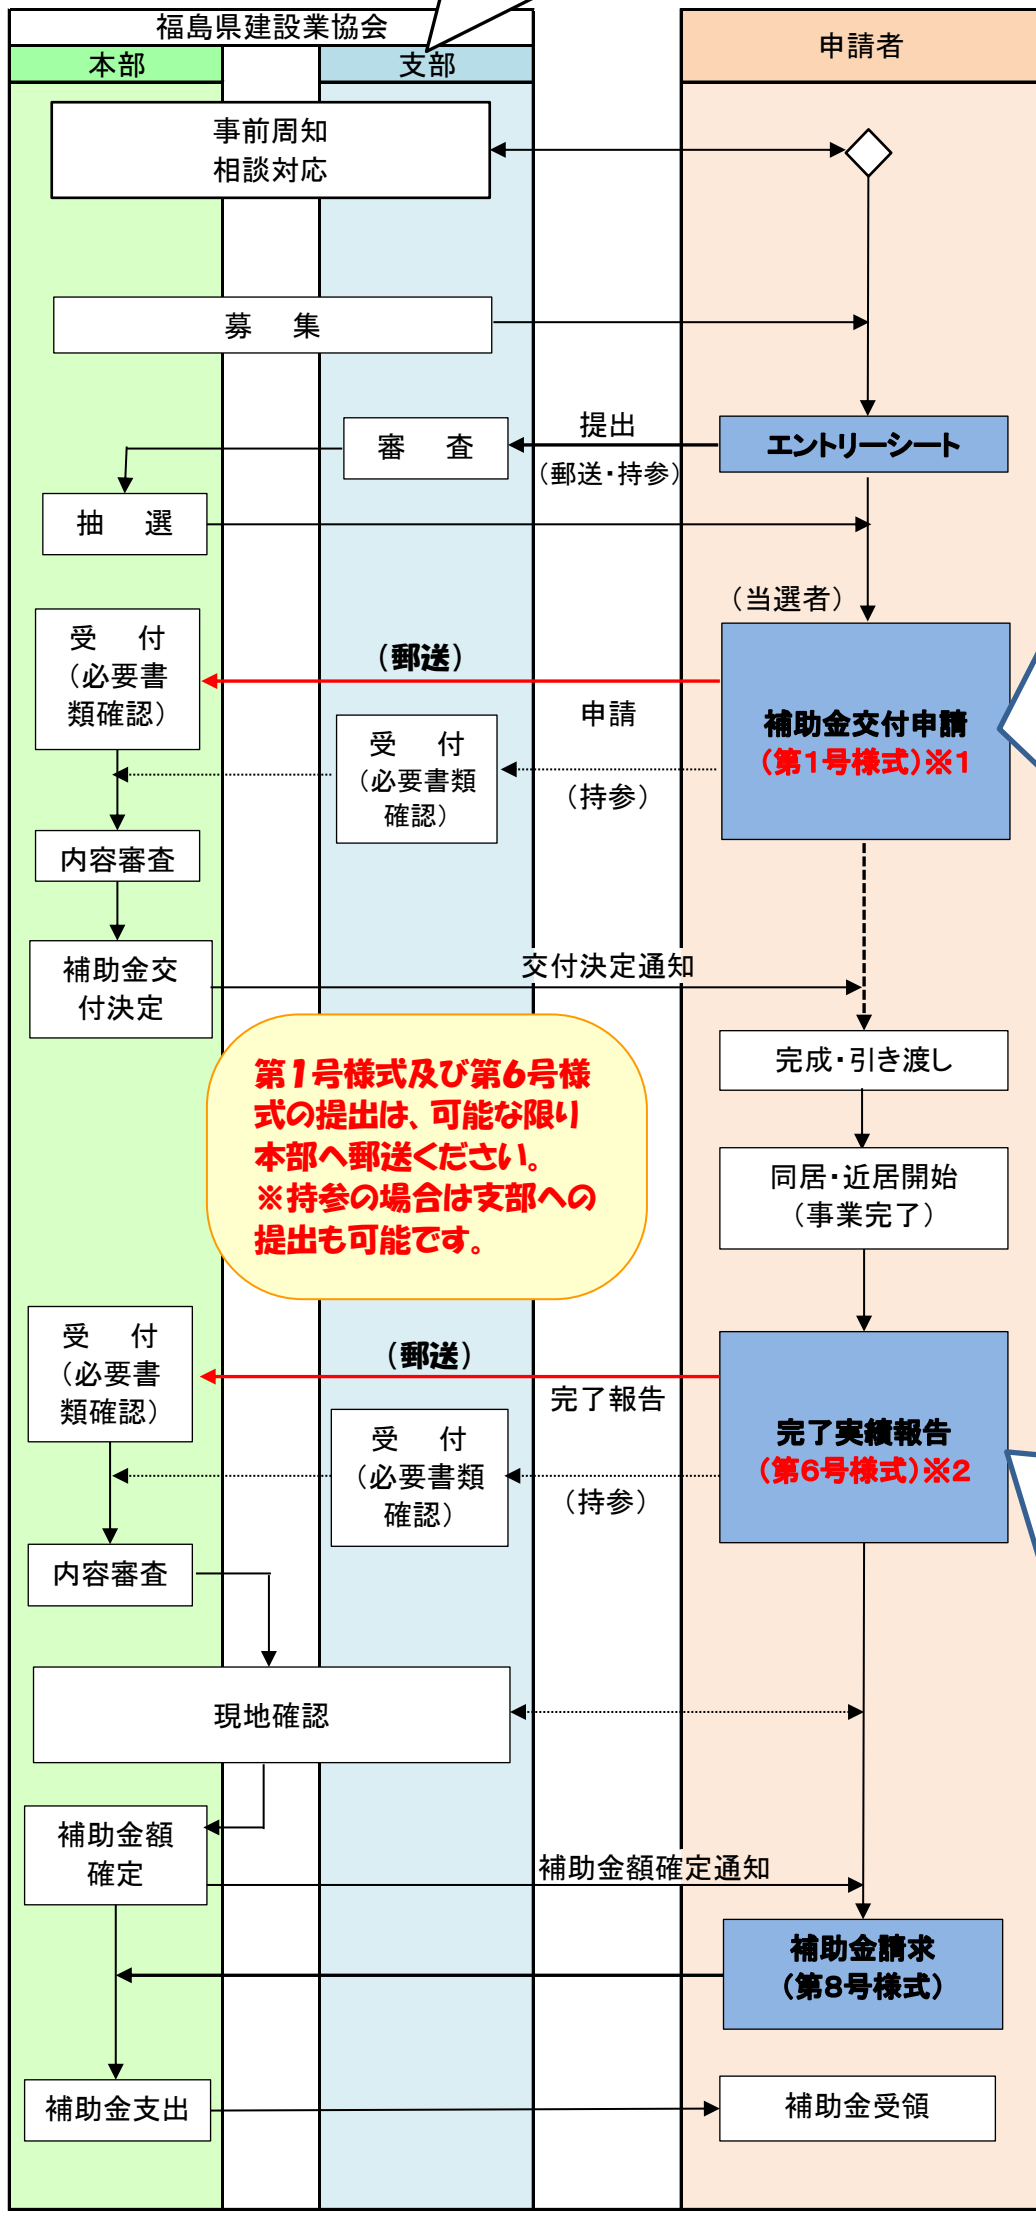 福島県建設業協会
申請者
本部
支部
事前周知
相談対応
募 集
提出
エントリーシート
審 査
(郵送・持参)
抽 選
(当選者)
受 付
(必要書
類確認)
(郵送)
申請
補助金交付申請
(第1号様式)※1
受 付
(必要書類
確認)
(持参)
内容審査
交付決定通知
補助金交
付決定
完成・引き渡し
第1号様式及び第6号様
式の提出は、可能な限り
本部へ郵送ください。
※持参の場合は支部への
提出も可能です。
同居・近居開始
(事業完了)
受 付
(必要書
類確認)
(郵送)
完了報告
完了実績報告
(第6号様式)※2
受 付
(必要書類
確認)
(持参)
内容審査
現地確認
補助金額
確定
補助金額確定通知
補助金請求
(第8号様式)
補助金支出
補助金受領